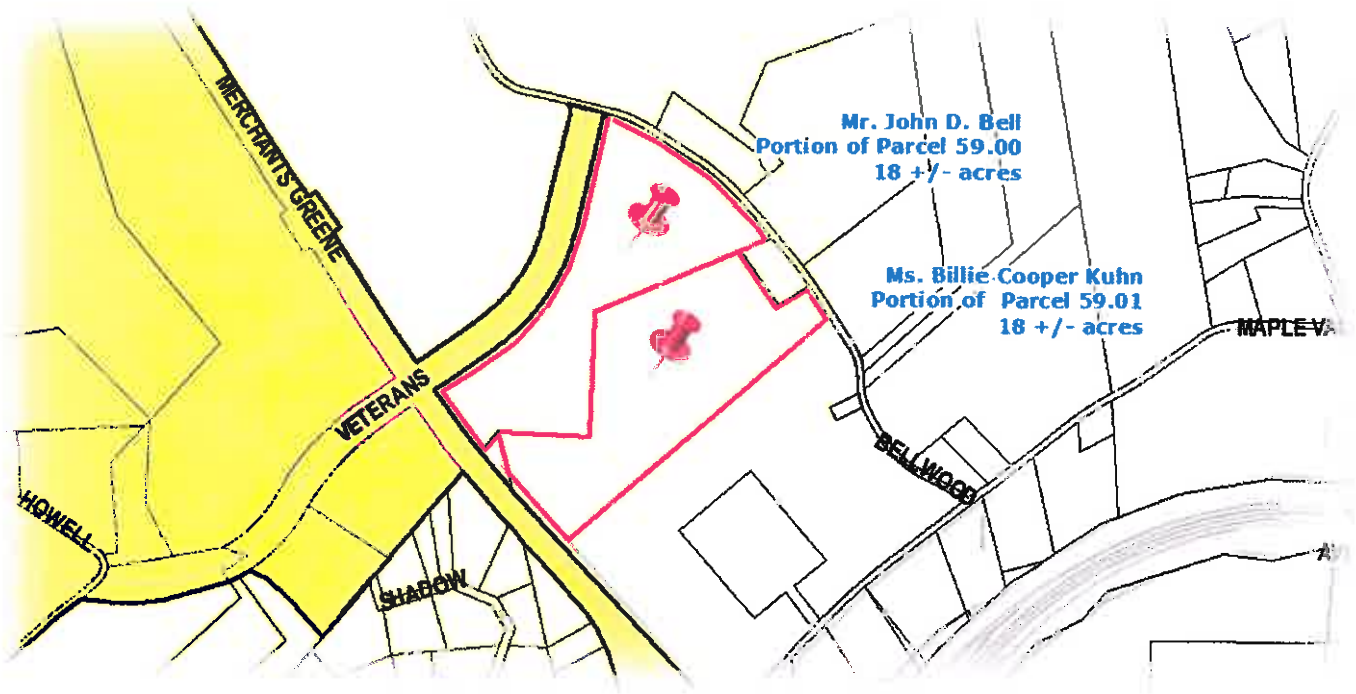 MERCHANTS GREENE
Mr. John D. Bell
Portion of Parcel 59.00
18 +/- acres
Ms. Billie Cooper Kuhn
Portion of Parcel 59.01
18 +/- acres
MAPLE VA
VETERANS
BELLWOOD
HOWELL
SHADOW